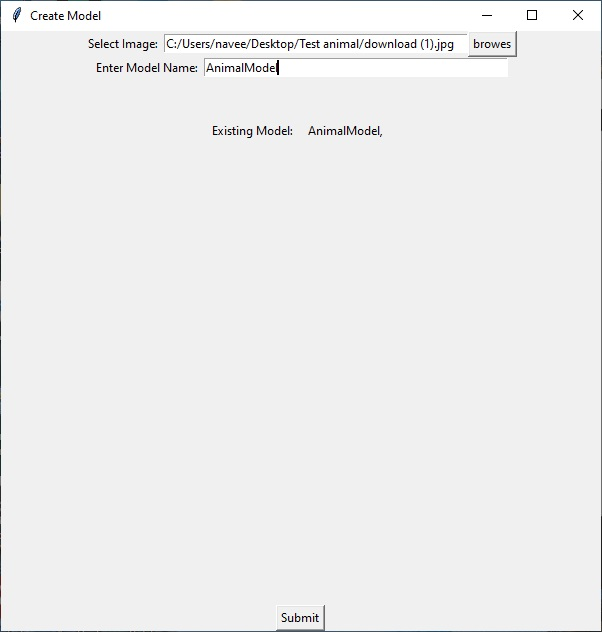 Create Model
Select Image: C:/Users/navee/Desktop/Test animal/download (1).jpg browes
Enter Model Name: AnimalModel
Existing Model: AnimalModel,
Submit